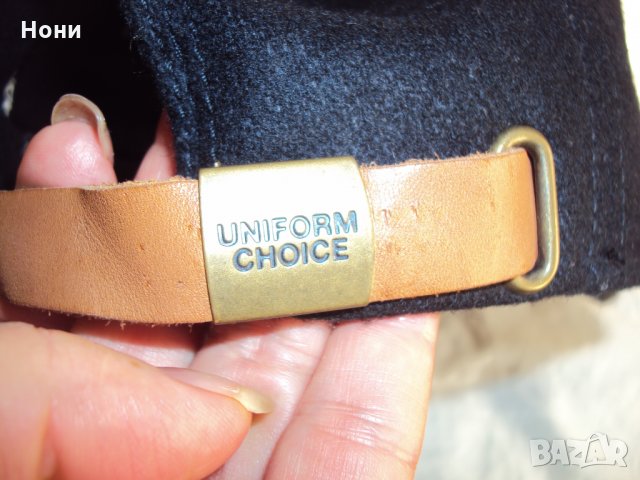 Нони
UNIFORM
CHOICE
BAZAR